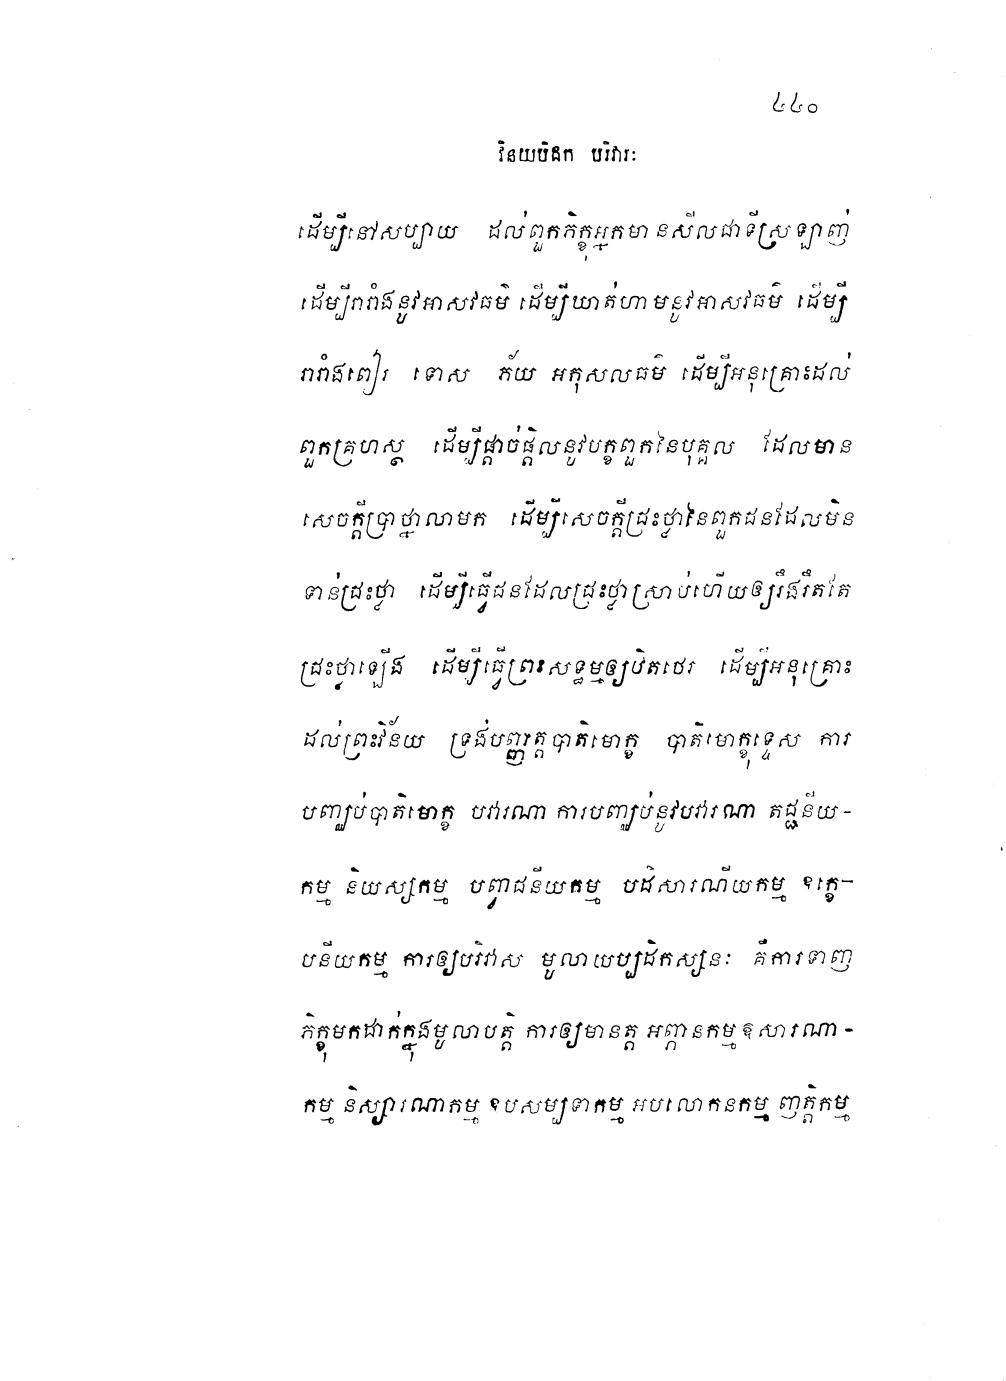 ៤៤០
វិនយបិដក បរិវារៈ
ដើម្បីនៅសប្បាយ ដល់ពួកភិក្ខុអ្នកមានសីលជាទីស្រឡាញ់
ដើម្បីរារាំងនូវអាសវធម៌ ដើម្បីឃាត់ហាមនូវអាសវធម៌ ដើម្បី
រារាំងពៀរ ទោស ភ័យ អកុសលធម៌ ដើម្បីអនុគ្រោះដល់
ពួកគ្រហស្ថ ដើម្បីផ្តាច់ផ្តិលនូវបក្ខពួកនៃបុគ្គល ដែលមាន
សេចក្តីប្រាថ្នាលាមក ដើម្បីសេចក្តីជ្រះថ្លានៃពួកជនដែលមិន
ទាន់ជ្រះថ្លា ដើម្បីធ្វើជនដែលជ្រះថ្លាស្រាប់ហើយឲ្យរឹងរឹតតែ
ជ្រះថ្លាឡើង ដើម្បីធ្វើព្រះសទ្ធម្មឲ្យឋិតថេរ ដើម្បីអនុគ្រោះ
ដល់ព្រះវិន័យ ទ្រង់បញ្ញត្តបាតិមោក្ខ បាតិមោក្ខុទ្ទេស ការ
បញ្ឈប់បាតិមោក្ខ បវារណា ការបញ្ឈប់នូវបវារណា តជ្ជនីយ-
កម្ម និយស្សកម្ម បព្វាជនីយកម្ម បដិសារណីយកម្ម ឧក្ខេ-
បនីយកម្ម ការឲ្យបរិវាស មូលាយប្បដិកស្សនៈ គឺការទាញ
ភិក្ខុមកដាក់ក្នុងមូលាបត្តិ ការឲ្យមានត្ត អព្ភានកម្ម ឱសារណា-
កម្ម និស្សារណាកម្ម ឧបសម្បទាកម្ម អបលោកនកម្ម ញត្តិកម្ម